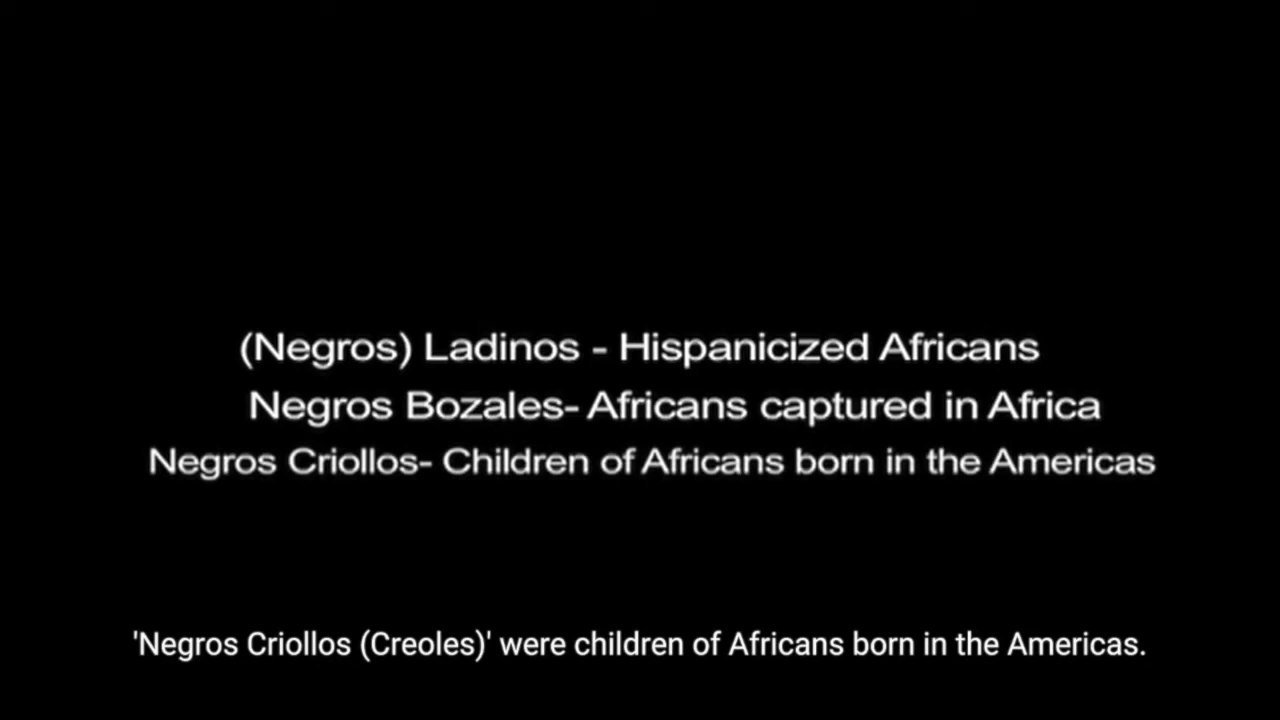 (Negros) Ladinos - Hispanicized Africans
Negros Bozales- Africans captured in Africa
Negros Criollos- Children of Africans born in the Americas
'Negros Criollos (Creoles)' were children of Africans born in the Americas.